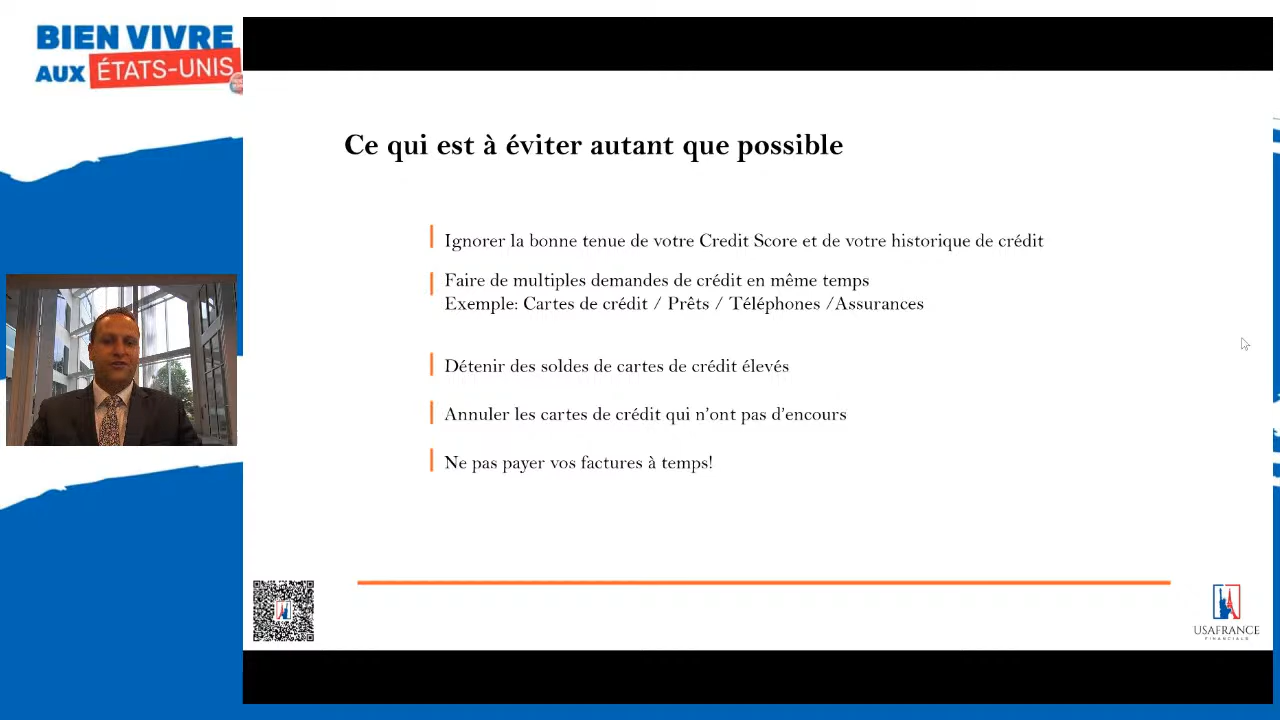 BIEN VIVRE
AUX ÉTATS-UNIS
Ce qui est à éviter autant que possible
Ignorer la bonne tenue de votre Credit Score et de votre historique de crédit
Faire de multiples demandes de crédit en même temps
Exemple: Cartes de crédit / Prêts / Téléphones /Assurances
Détenir des soldes de cartes de crédit élevés
Annuler les cartes de crédit qui n’ont pas d’encours
Ne pas payer vos factures à temps!
USAFRANCE
FINANCIALS